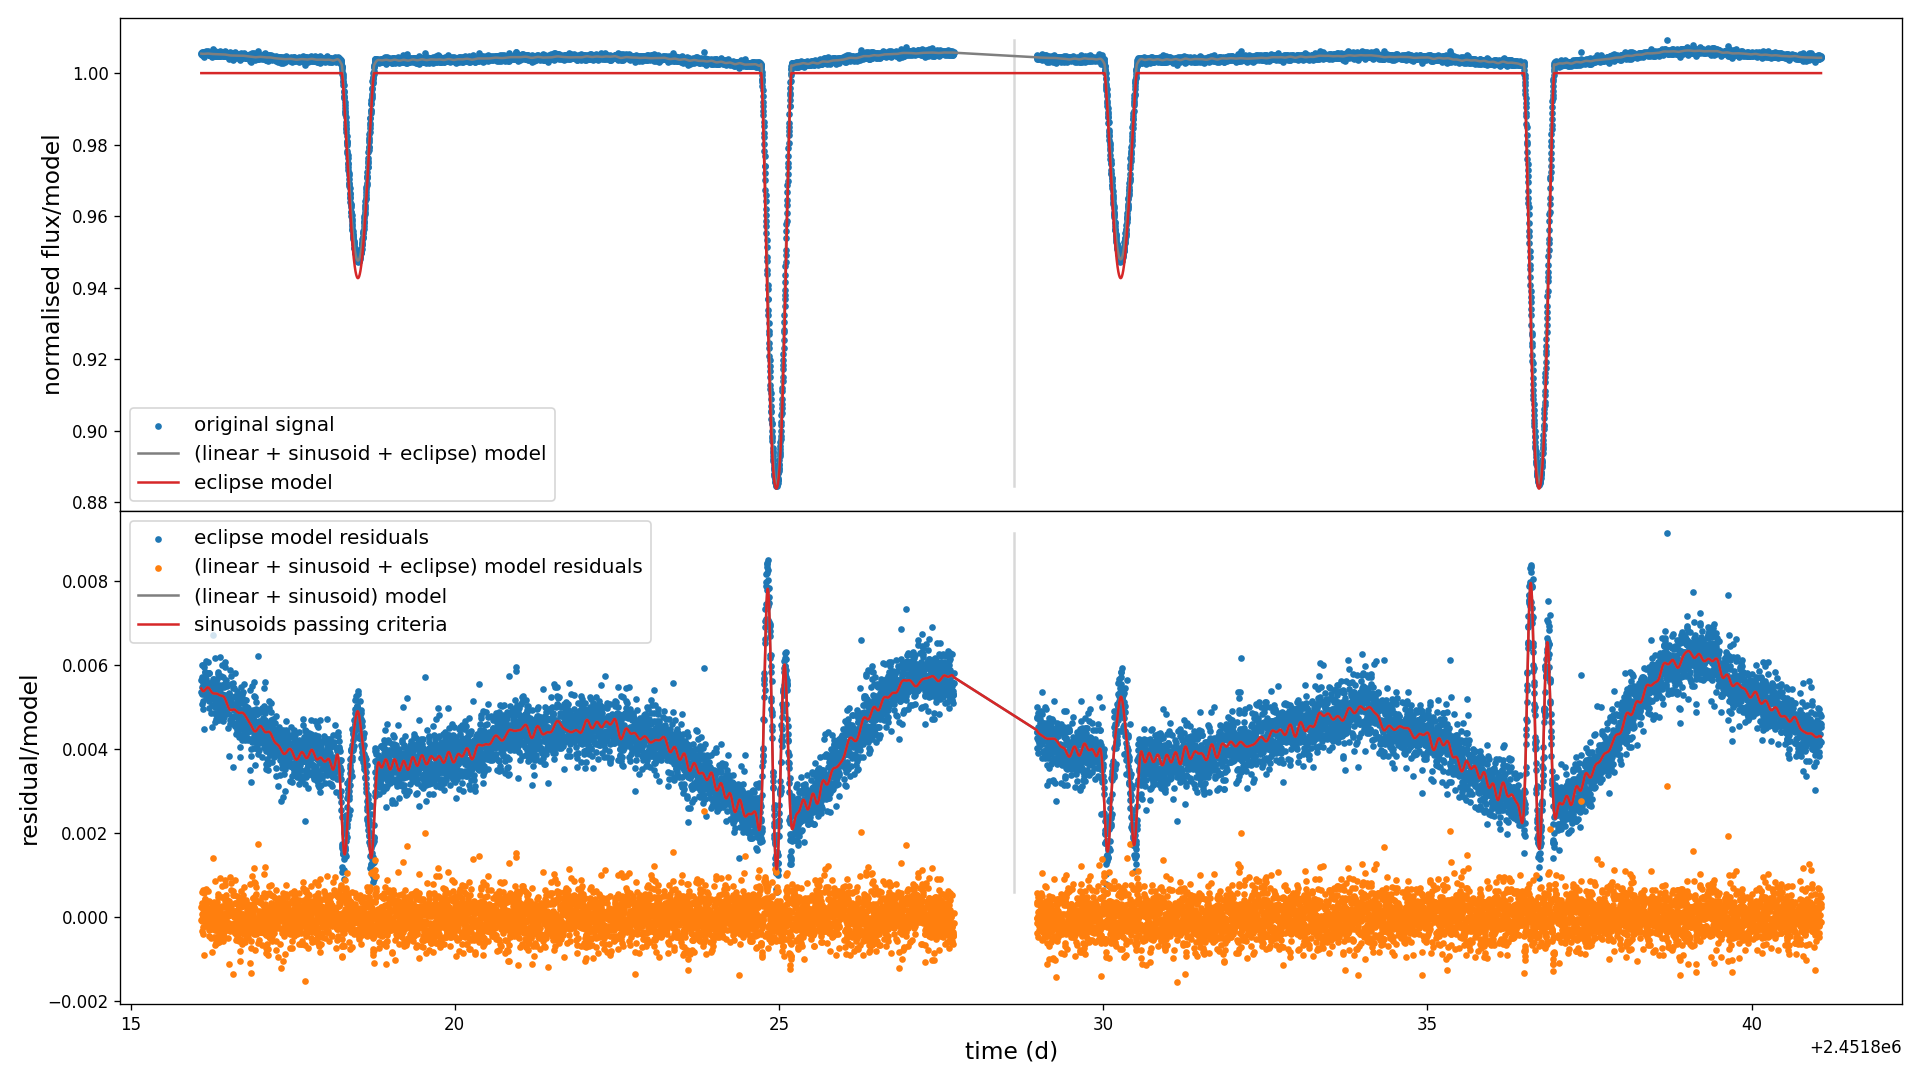 normalised flux/model
1.00
0.98
0.96
0.94
0.92
0.90
0.88
original signal
(linear + sinusoid + eclipse) model
eclipse model
residual/model
0.008
0.006
0.004
0.002
0.000
−0.002
eclipse model residuals
(linear + sinusoid + eclipse) model residuals
(linear + sinusoid) model
sinusoids passing criteria
15 20 25 30 35 40
time (d)
+2.4518e6